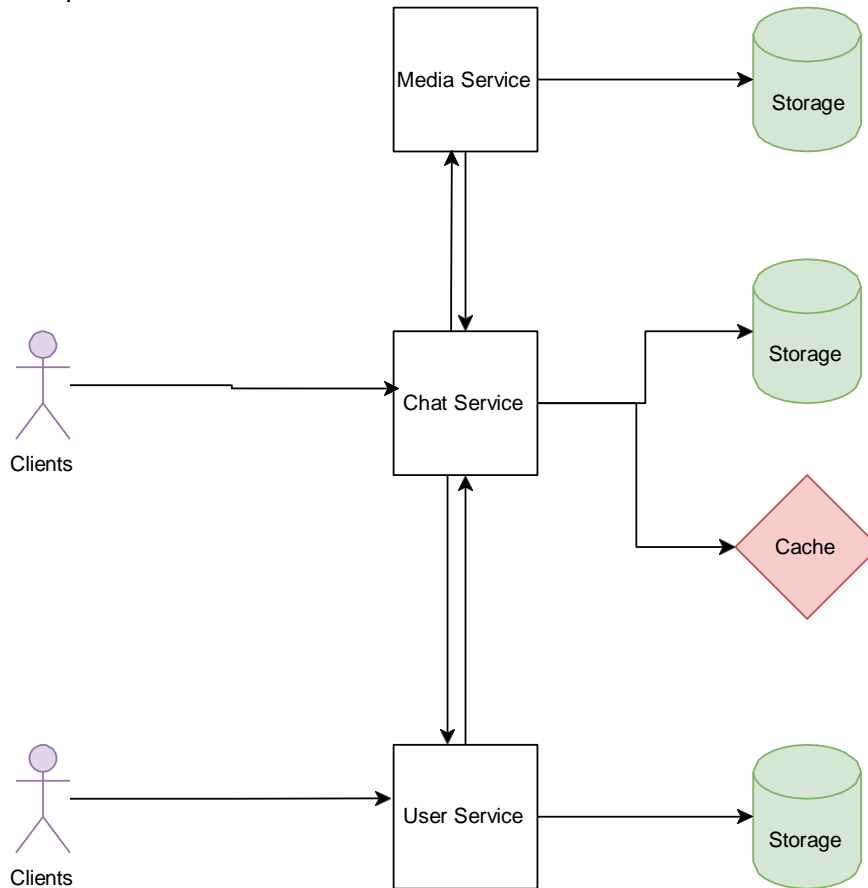 Media Service
Storage
Storage
Chat Service
Clients
Cache
User Service
Storage
Clients